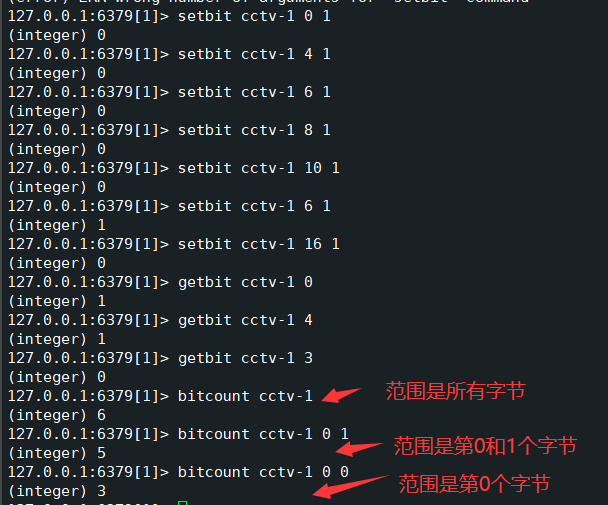 127.0.0.1:6379[1]> setbit cctv-1 0 1
(integer) 0
127.0.0.1:6379[1]> setbit cctv-1 4 1
(integer) 0
127.0.0.1:6379[1]> setbit cctv-1 6 1
(integer) 0
127.0.0.1:6379[1]> setbit cctv-1 8 1
(integer) 0
127.0.0.1:6379[1]> setbit cctv-1 10 1
(integer) 0
127.0.0.1:6379[1]> setbit cctv-1 6 1
(integer) 1
127.0.0.1:6379[1]> setbit cctv-1 16 1
(integer) 0
127.0.0.1:6379[1]> getbit cctv-1 0
(integer) 1
127.0.0.1:6379[1]> getbit cctv-1 4
(integer) 1
127.0.0.1:6379[1]> getbit cctv-1 3
(integer) 0
127.0.0.1:6379[1]> bitcount cctv-1 范围是所有字节
(integer) 6
127.0.0.1:6379[1]> bitcount cctv-1 0 1 范围是第0和1个字节
(integer) 5
127.0.0.1:6379[1]> bitcount cctv-1 0 0 范围是第0个字节
(integer) 3